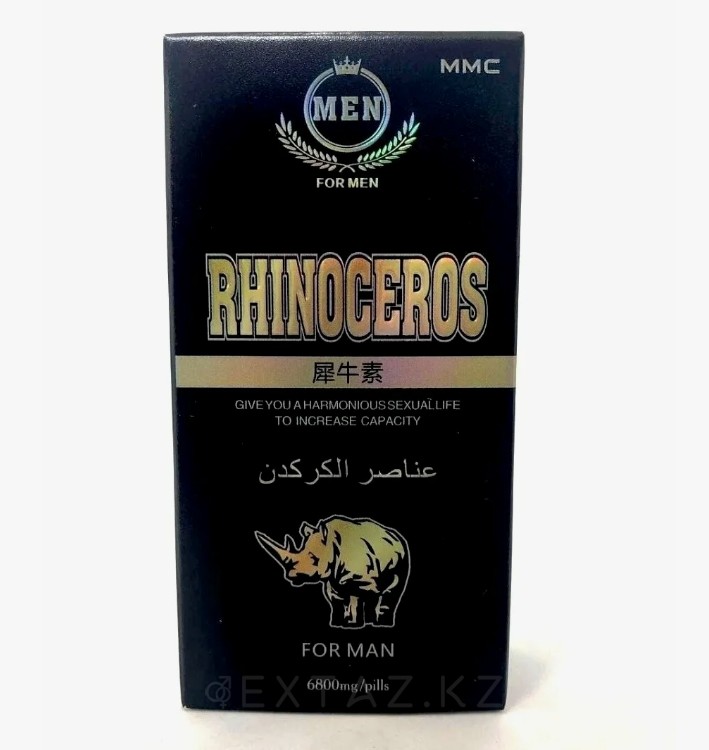 MMC
MEN
FOR MEN
RHINOCEROS
犀牛素
GIVE YOU A HARMONIOUS SEXUAL LIFE
TO INCREASE CAPACITY
عناصر الكركدن
FOR MAN
6800mg/pills
EXTAZ.KZ